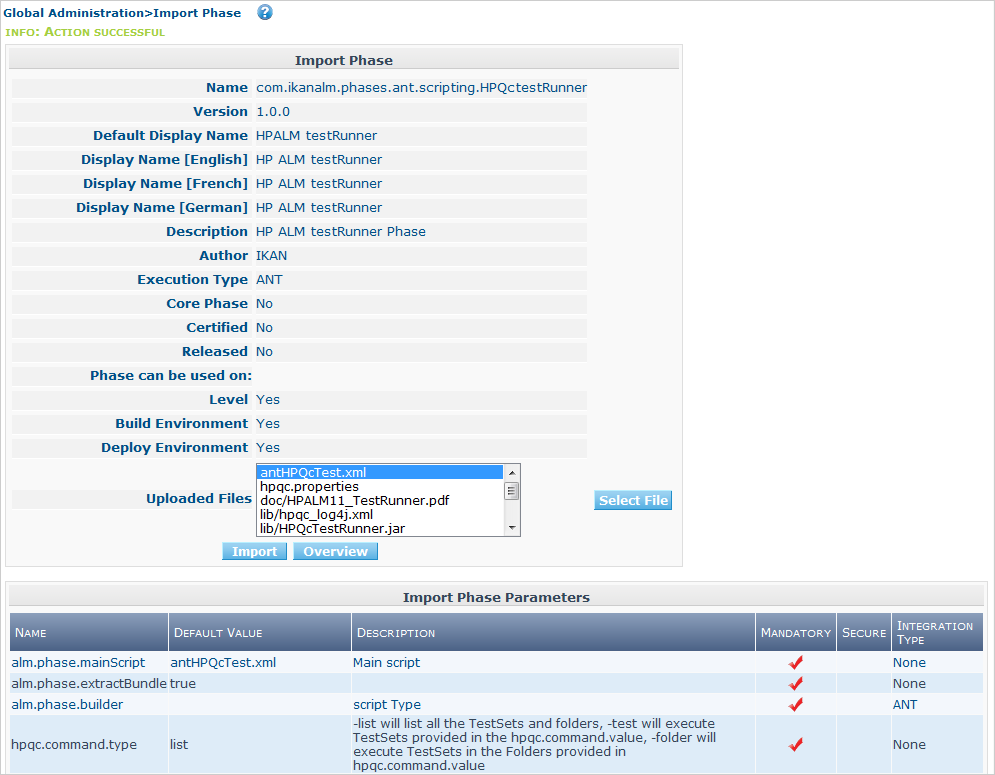 Global Administration>Import Phase ?
INFO: ACTION SUCCESSFUL
Import Phase
Name com.ikanalm.phases.ant.scripting.HPQctestRunner
Version 1.0.0
Default Display Name HPALM testRunner
Display Name [English] HP ALM testRunner
Display Name [French] HP ALM testRunner
Display Name [German] HP ALM testRunner
Description HP ALM testRunner Phase
Author IKAN
Execution Type ANT
Core Phase No
Certified No
Released No
Phase can be used on:
Level Yes
Build Environment Yes
Deploy Environment Yes
Uploaded Files
antHPQcTest.xml
hpqc.properties
doc/HPALM11_TestRunner.pdf
lib/hpqc_log4j.xml
lib/HPQcTestRunner.jar
Select File
Import Overview
Import Phase Parameters
NAME DEFAULT VALUE DESCRIPTION MANDATORY SECURE INTEGRATION TYPE
alm.phase.mainScript antHPQcTest.xml Main script None
alm.phase.extractBundle true None
alm.phase.builder script Type ANT
hpqc.command.type list -list will list all the TestSets and folders, -test will execute
TestSets provided in the hpqc.command.value, -folder will
execute TestSets in the Folders provided in
hpqc.command.value None